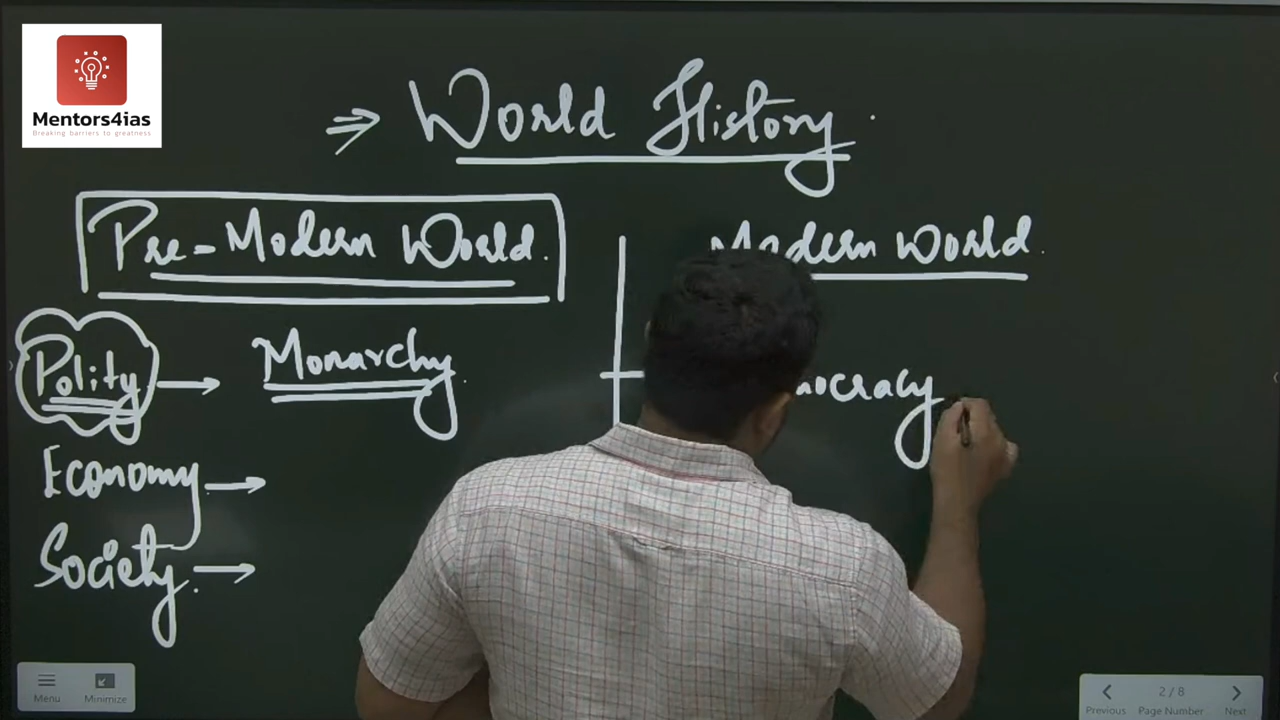 Mentors4ias
Breaking barriers to greatness
⇒ World History.
Pre-Modern World.
Modern World.
Polity → Monarchy.
Economy →
Society. →
Menu
Minimize
Previous
2 / 8
Page Number
Next